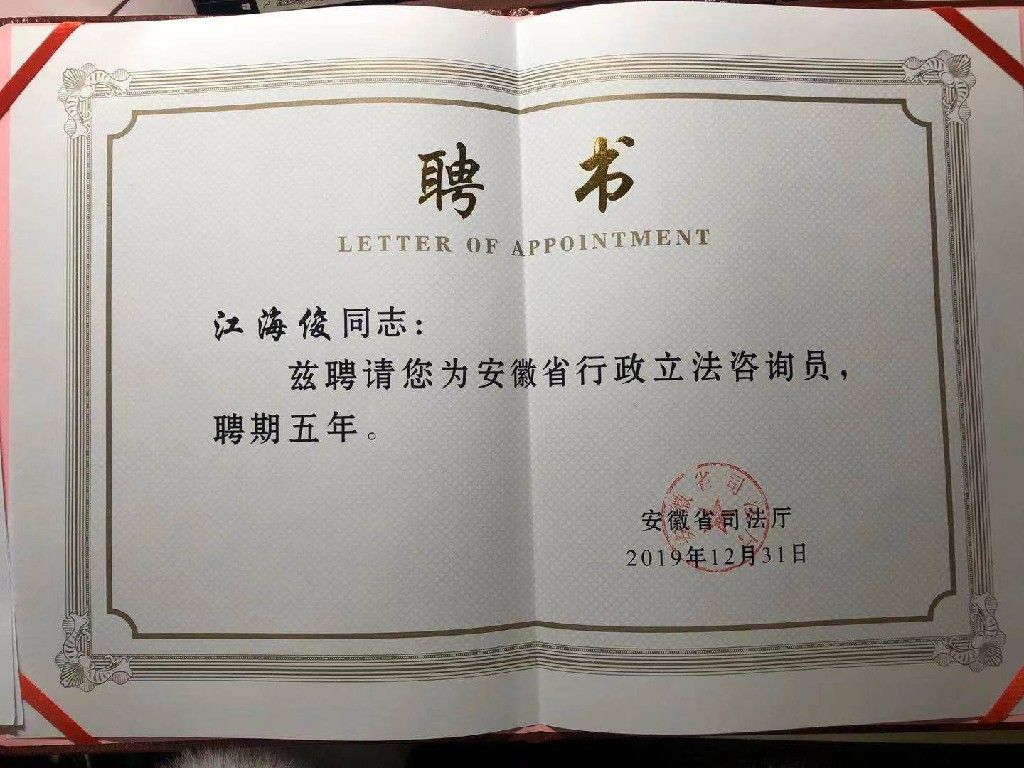 聘书
LETTER OF APPOINTMENT
江海俊同志：
兹聘请您为安徽省行政立法咨询员，
聘期五年。
安徽省司法厅
2019年12月31日